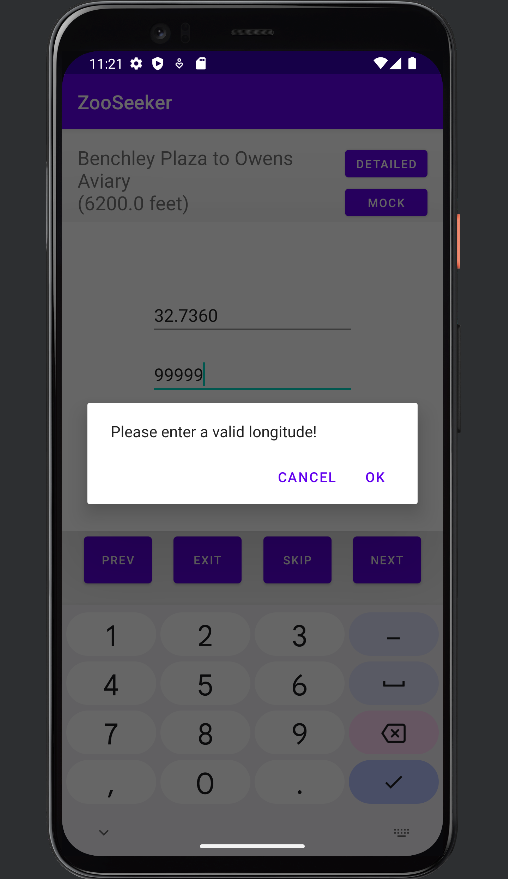 11:21
ZooSeeker
Benchley Plaza to Owens
Aviary
(6200.0 feet)
DETAILED
MOCK
32.7360
99999
Please enter a valid longitude!
CANCEL OK
PREV EXIT SKIP NEXT
1 2 3 –
4 5 6
7 8 9
, 0 .